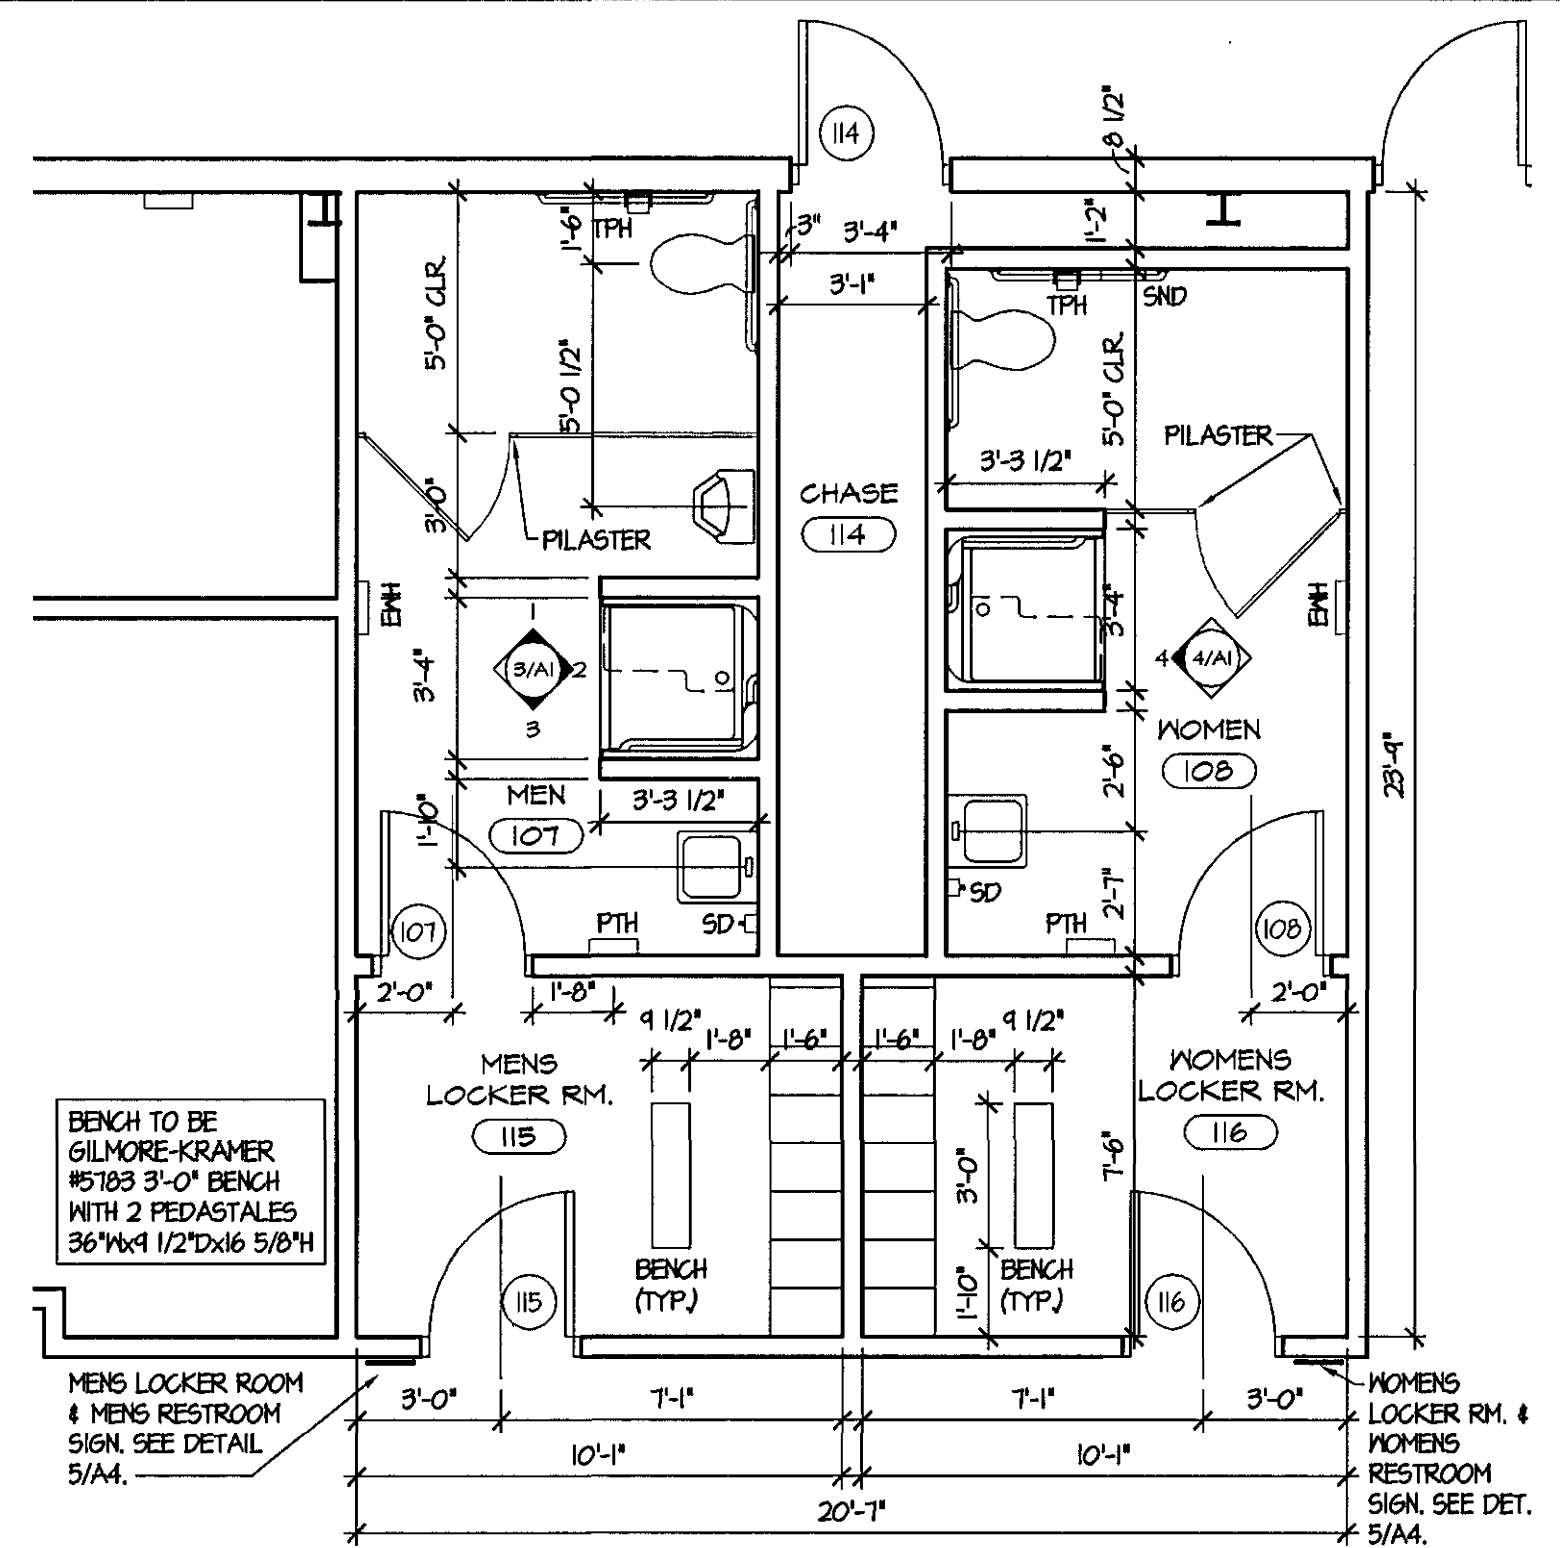 114
8 1/2"
1'-6"
TPH
3"
3'-4"
1'-2"
3'-1"
TPH
SND
5'-0" CLR.
5'-0 1/2"
5'-0" CLR.
PILASTER
3'-3 1/2"
CHASE
114
3'-0"
PILASTER
EWH
1
3/A1
2
3
3'-4"
3'-4"
EWH
4
4/A1
WOMEN
108
23'-9"
2'-6"
MEN
107
3'-3 1/2"
1'-10"
SD
2'-7"
107
PTH
SD
PTH
108
2'-0"
1'-8"
2'-0"
9 1/2"
1'-8"
1'-6"
1'-6"
1'-8"
9 1/2"
MENS
LOCKER RM.
115
WOMENS
LOCKER RM.
116
BENCH TO BE
GILMORE-KRAMER
#5783 3'-0" BENCH
WITH 2 PEDASTALES
36"Wx9 1/2"Dx16 5/8"H
3'-0"
7'-6"
BENCH
(TYP.)
BENCH
(TYP.)
1'-10"
115
116
MENS LOCKER ROOM
& MENS RESTROOM
SIGN. SEE DETAIL
5/A4.
3'-0"
7'-1"
7'-1"
3'-0"
10'-1"
10'-1"
20'-7"
WOMENS
LOCKER RM. &
WOMENS
RESTROOM
SIGN. SEE DET.
5/A4.